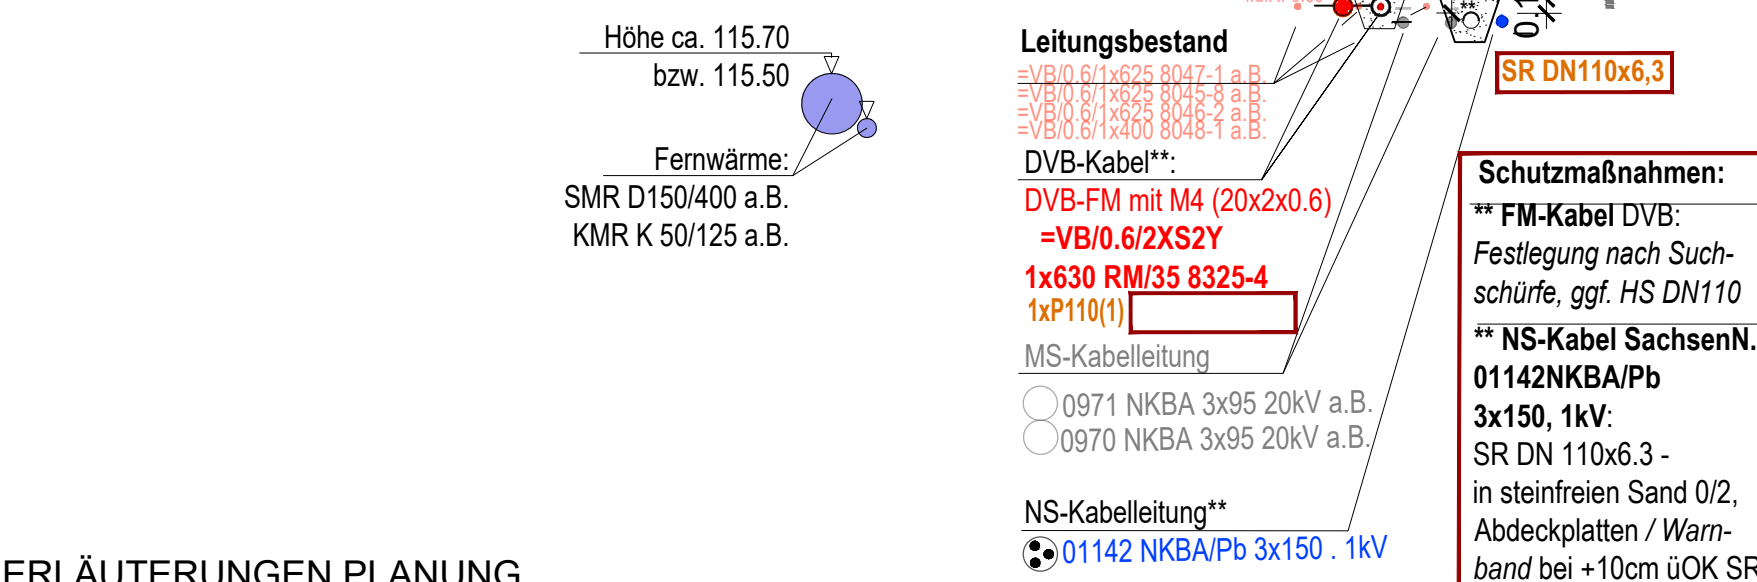 Höhe ca. 115.70
bzw. 115.50
Fernwärme:
SMR D150/400 a.B.
KMR K 50/125 a.B.
ERLÄUTERUNGEN PLANUNG
Leitungsbestand
=VB/0.6/1x625 8047-1 a.B.
=VB/0.6/1x625 8045-8 a.B.
=VB/0.6/1x625 8046-2 a.B.
=VB/0.6/1x400 8048-1 a.B.
DVB-Kabel**:
DVB-FM mit M4 (20x2x0.6)
=VB/0.6/2XS2Y
1x630 RM/35 8325-4
1xP110(1)
MS-Kabelleitung
0971 NKBA 3x95 20kV a.B.
0970 NKBA 3x95 20kV a.B.
NS-Kabelleitung**
01142 NKBA/Pb 3x150 . 1kV
**
SR DN110x6,3
Schutzmaßnahmen:
** FM-Kabel DVB:
Festlegung nach Such-
schürfe, ggf. HS DN110
** NS-Kabel SachsenN.
01142NKBA/Pb
3x150, 1kV:
SR DN 110x6.3 -
in steinfreien Sand 0/2,
Abdeckplatten / Warn-
band bei +10cm üOK SR